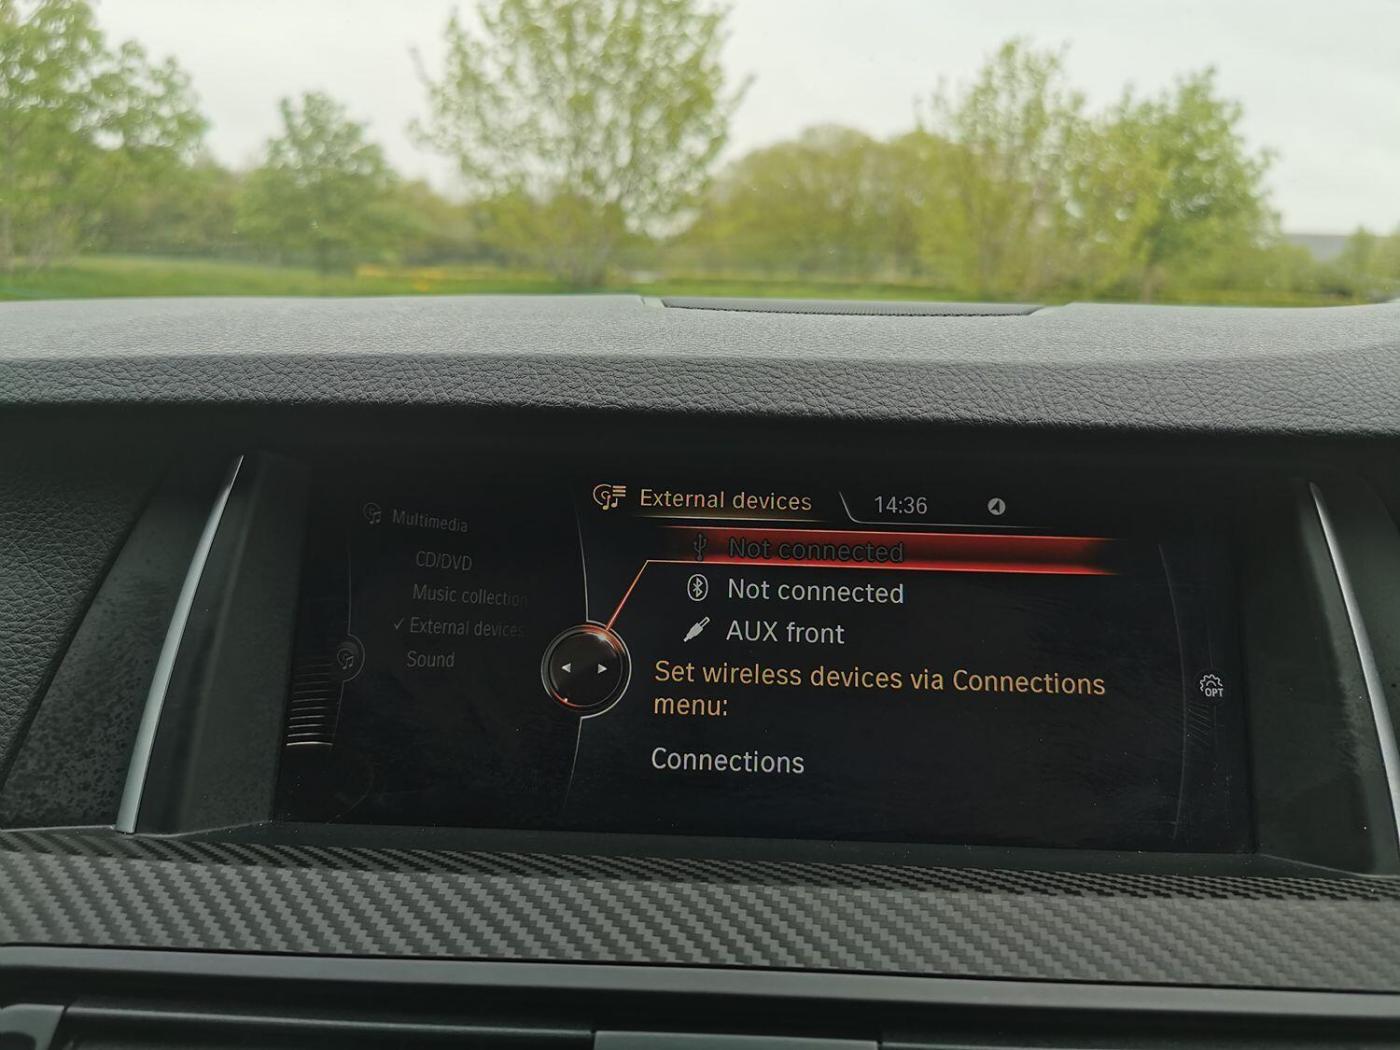 External devices
14:36
Multimedia
CD/DVD
Music collection
External devices
Sound
Not connected
Not connected
AUX front
Set wireless devices via Connections
menu:
Connections
OPT